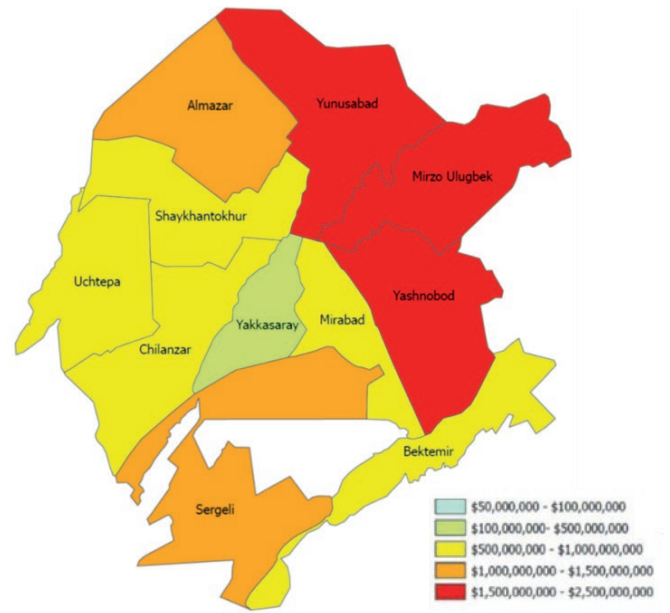 Almazar
Yunusabad
Mirzo Ulugbek
Shaykhantokhur
Uchtepa
Yashnobod
Yakkasaray
Mirabad
Chilanzar
Bektemir
Sergeli
$50,000,000 - $100,000,000
$100,000,000- $500,000,000
$500,000,000 - $1,000,000,000
$1,000,000,000 - $1,500,000,000
$1,500,000,000 - $2,500,000,000